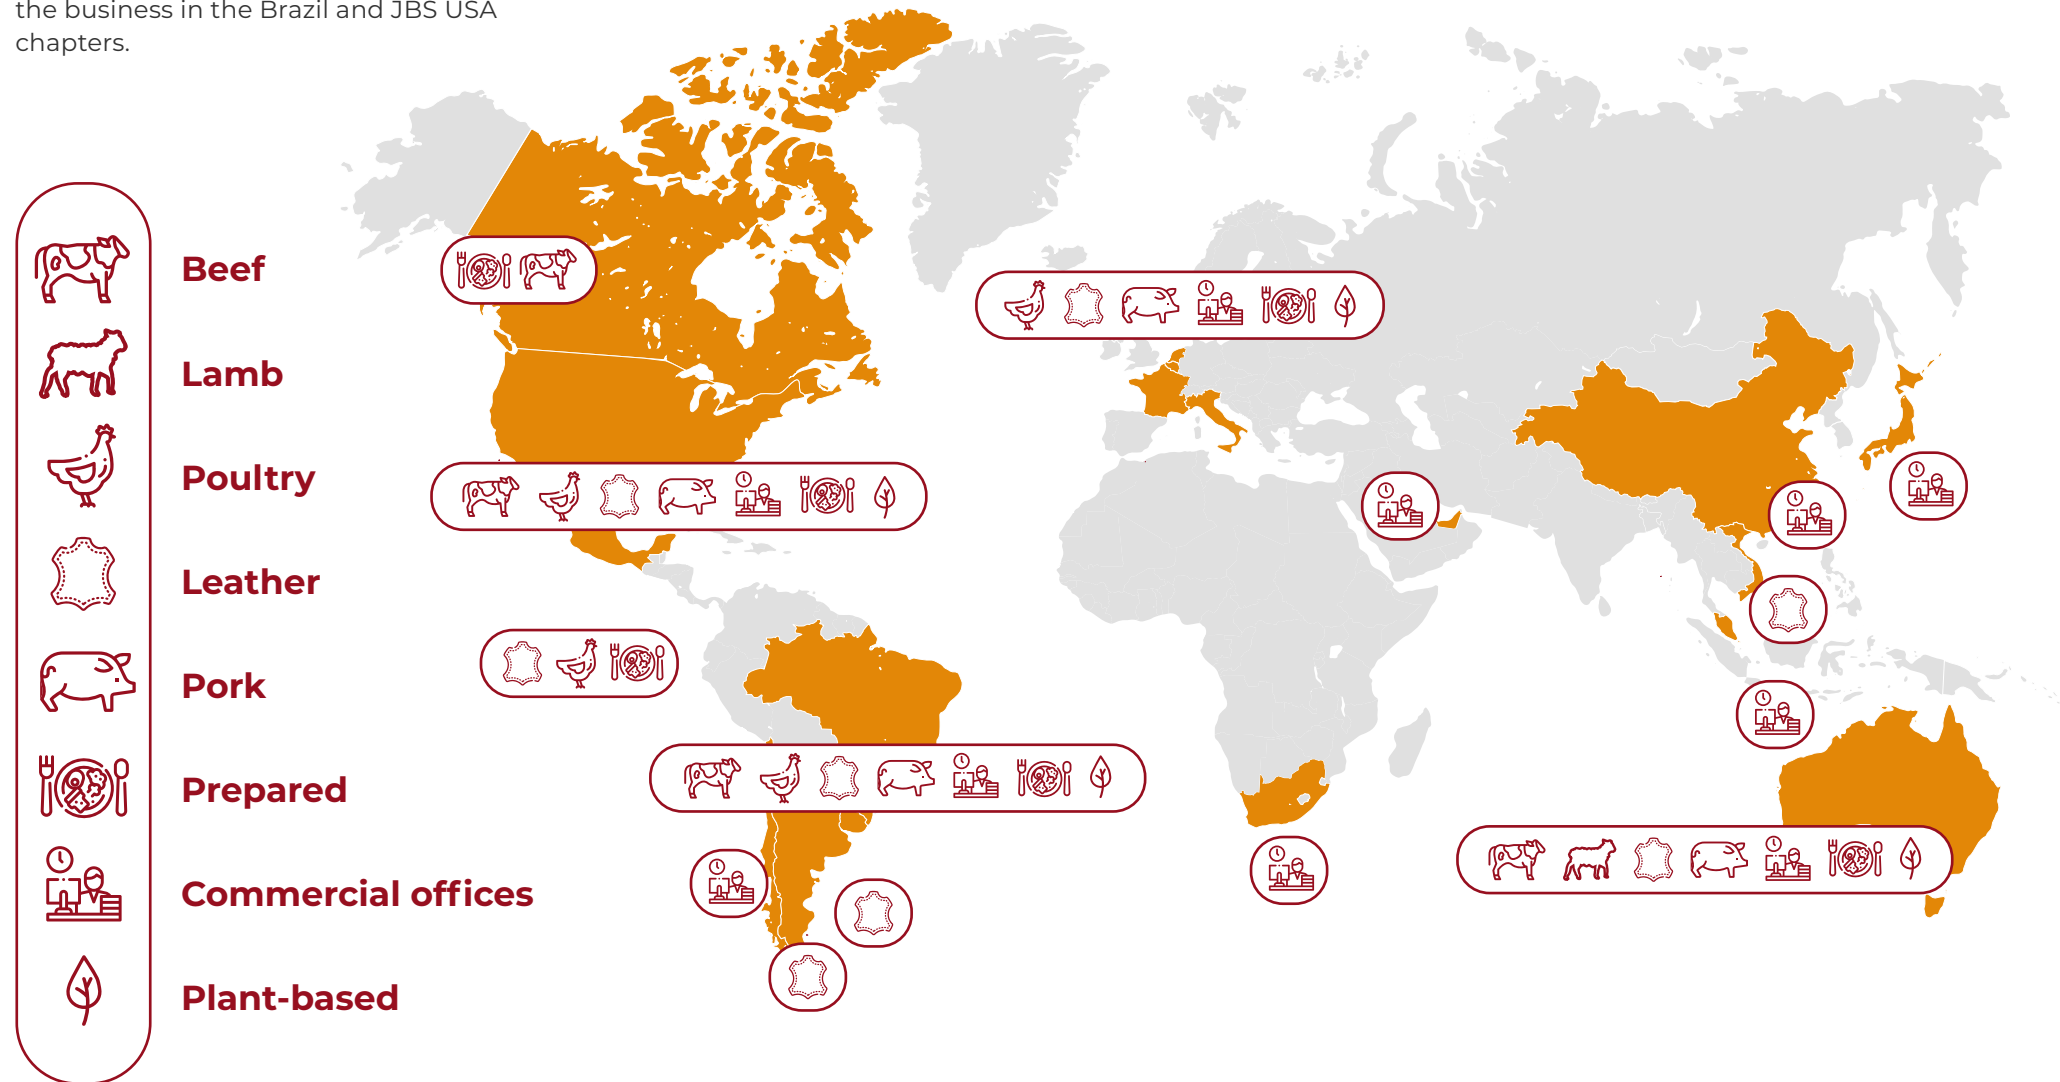 the business in the Brazil and JBS USA
chapters.
Beef
Lamb
Poultry
Leather
Pork
Prepared
Commercial offices
Plant-based